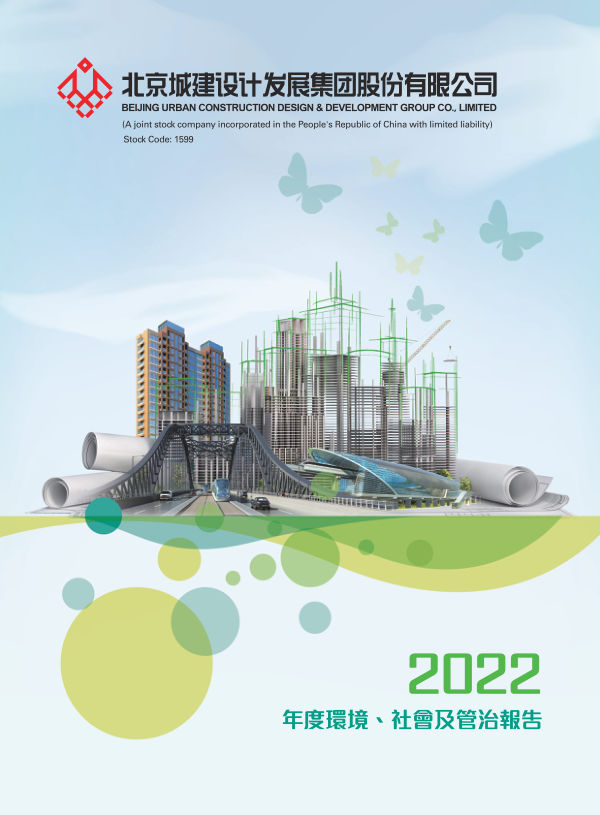 北京城建设计发展集团股份有限公司
BEIJING URBAN CONSTRUCTION DESIGN & DEVELOPMENT GROUP CO., LIMITED
(A joint stock company incorporated in the People's Republic of China with limited liability)
Stock Code: 1599
2022
年度環境、社會及管治報告